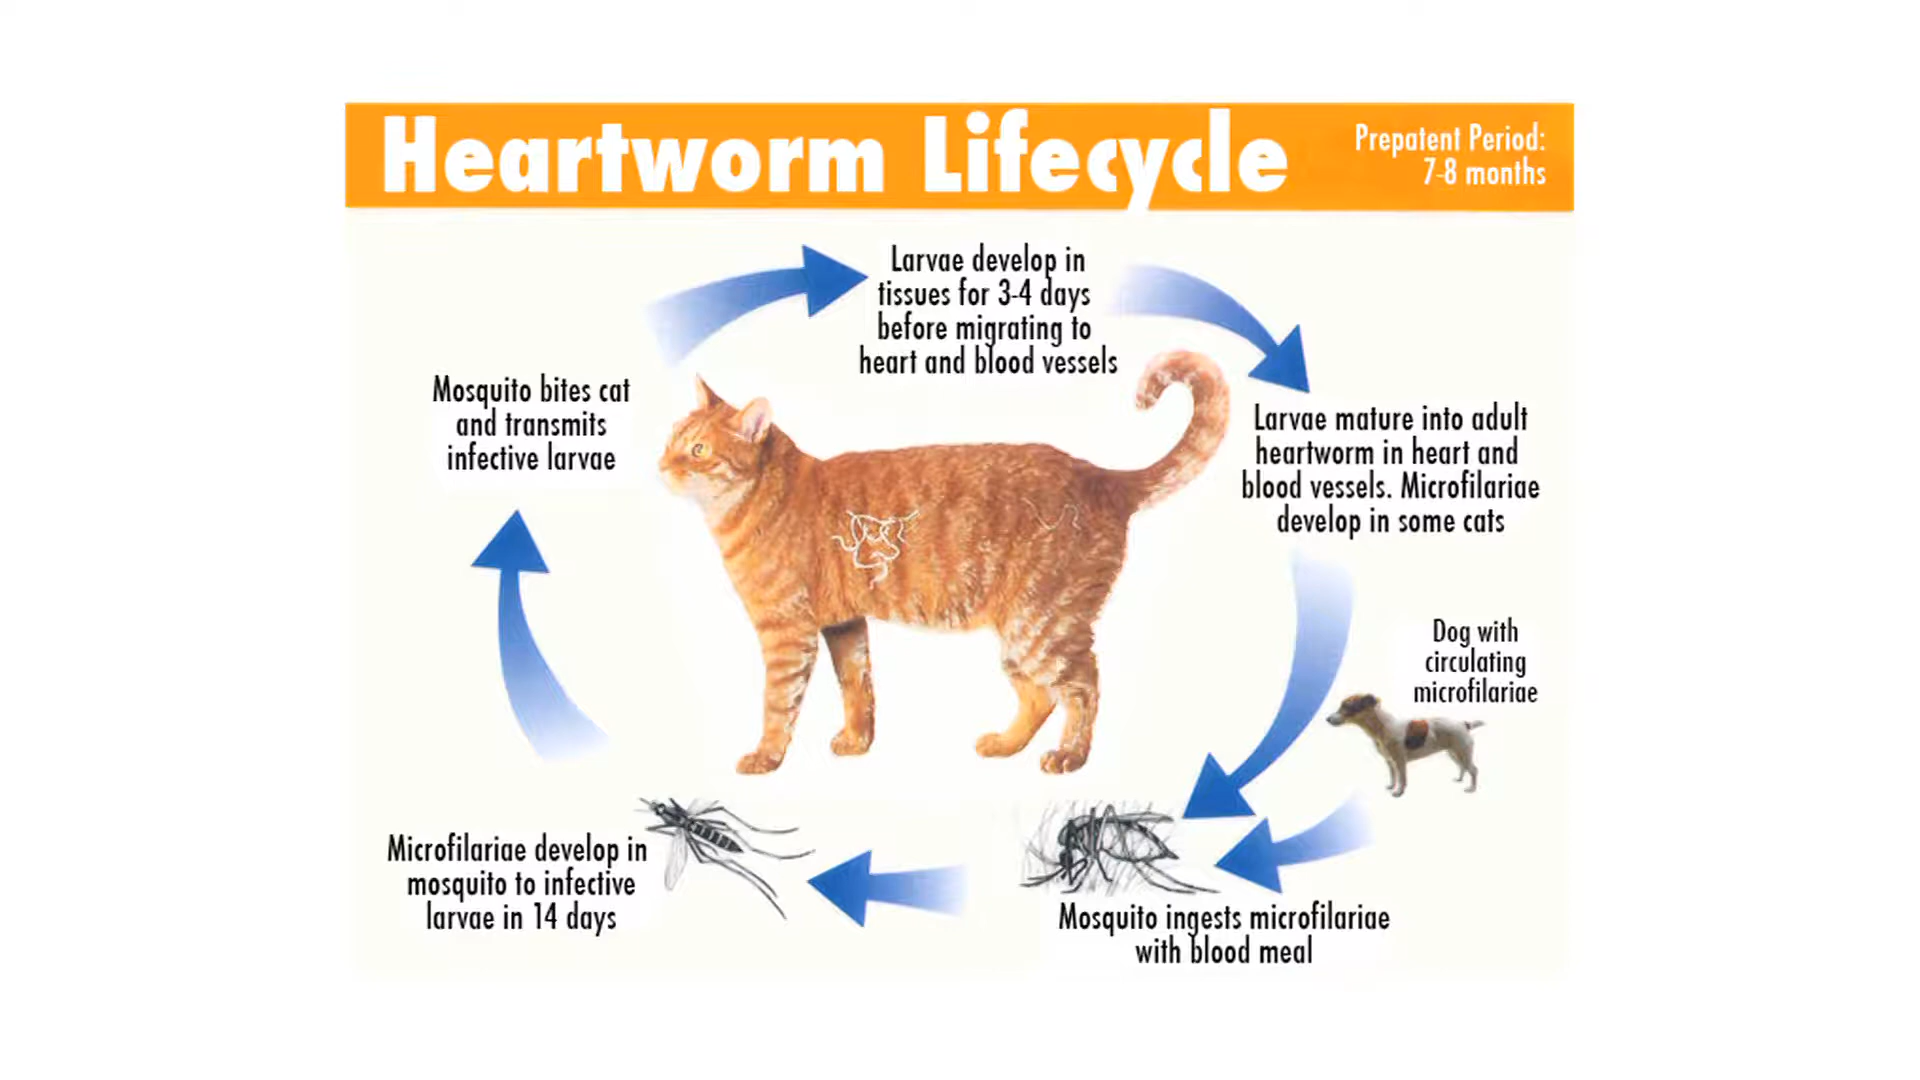 Heartworm Lifecycle
Prepatent Period:
7-8 months
Larvae develop in
tissues for 3-4 days
before migrating to
heart and blood vessels
Mosquito bites cat
and transmits
infective larvae
Larvae mature into adult
heartworm in heart and
blood vessels. Microfilariae
develop in some cats
Dog with
circulating
microfilariae
Microfilariae develop in
mosquito to infective
larvae in 14 days
Mosquito ingests microfilariae
with blood meal